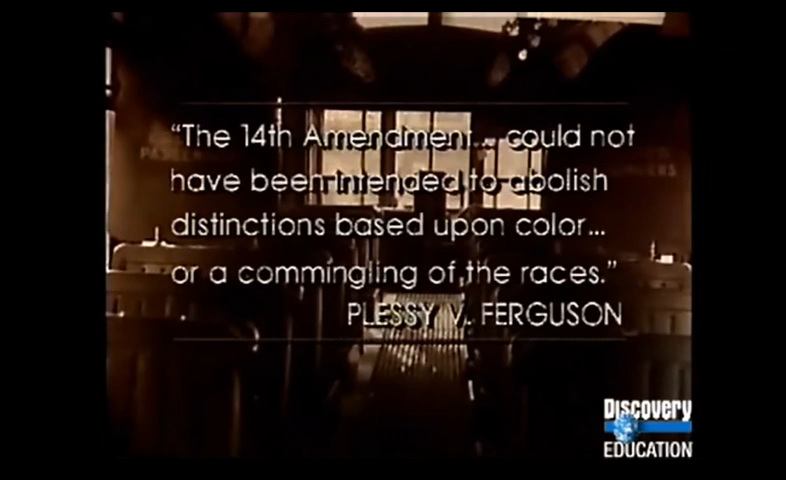 “The 14th Amendment... could not
have been intended to abolish
distinctions based upon color...
or a commingling of the races.”
PLESSY V. FERGUSON
Discovery
EDUCATION